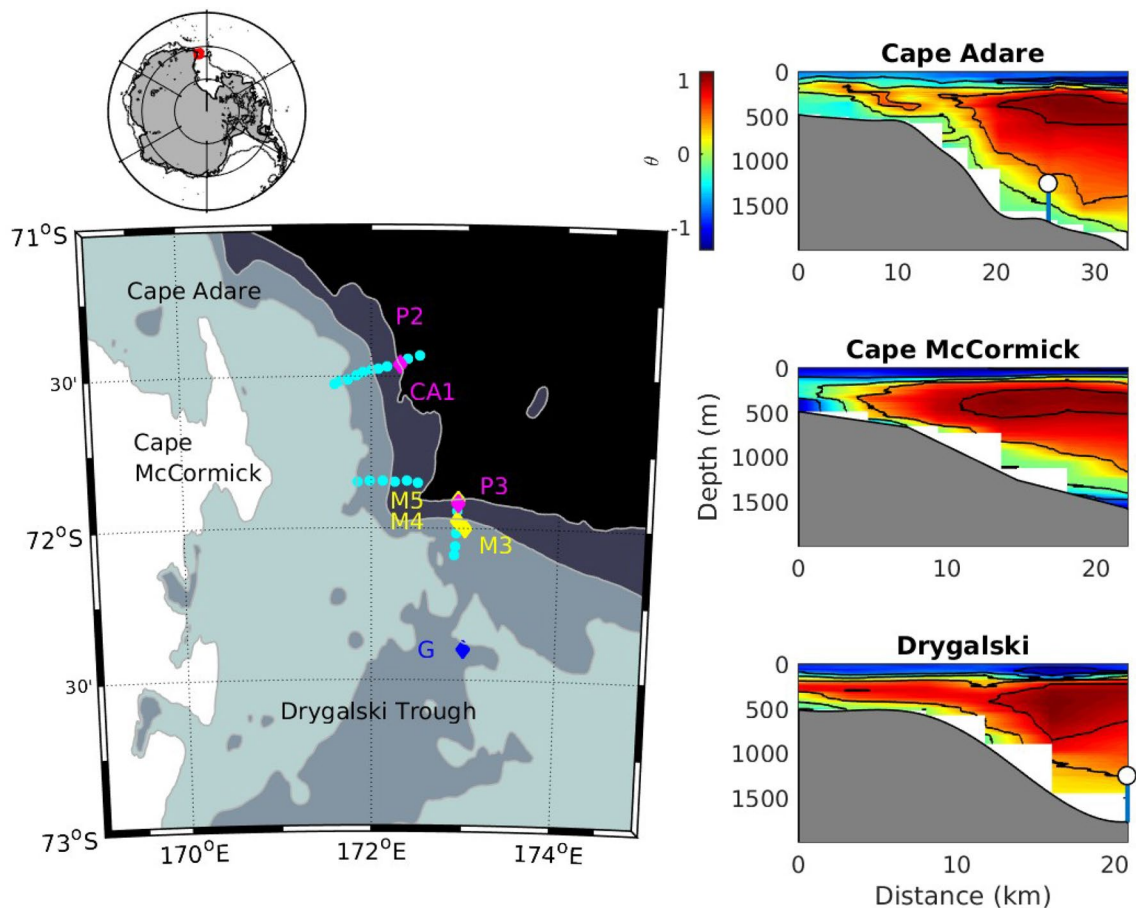 Cape Adare
1
0
-1
θ
0
500
1000
1500
0
10
20
30
71°S
30'
72°S
30'
73°S
170°E
172°E
174°E
Cape Adare
P2
CA1
Cape
McCormick
P3
M5
M4
M3
G
Drygalski Trough
Cape McCormick
Depth (m)
0
500
1000
1500
0
10
20
Drygalski
0
500
1000
1500
0
10
20
Distance (km)